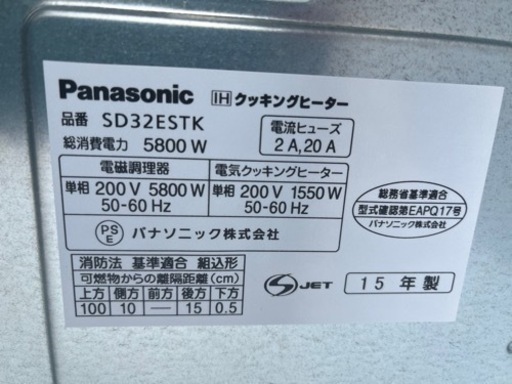 Panasonic IHクッキングヒーター
品番 SD32ESTK
総消費電力 5800 W
電流ヒューズ
2 A,20 A
電磁調理器
単相 200 V 5800 W
50-60 Hz
電気クッキングヒーター
単相 200 V 1550 W
50-60 Hz
PSE パナソニック株式会社
総務省基準適合
型式確認第EAPQ17号
パナソニック株式会社
消防法 基準適合 組込形
可燃物からの離隔距離(cm)
上方 側方 前方 後方 下方
100 10 — 15 0.5
S JET
15 年 製